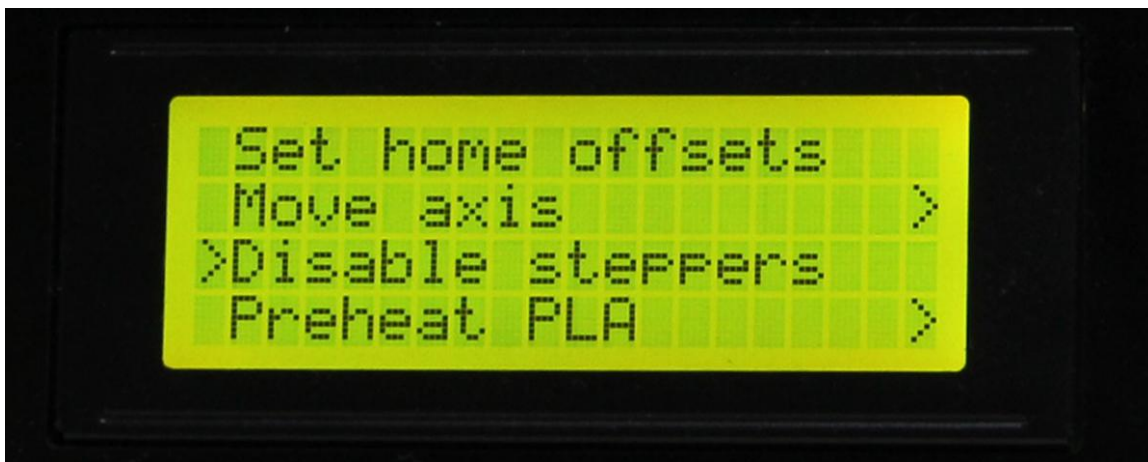 Set home offsets
Move axis >
>Disable steppers
Preheat PLA >